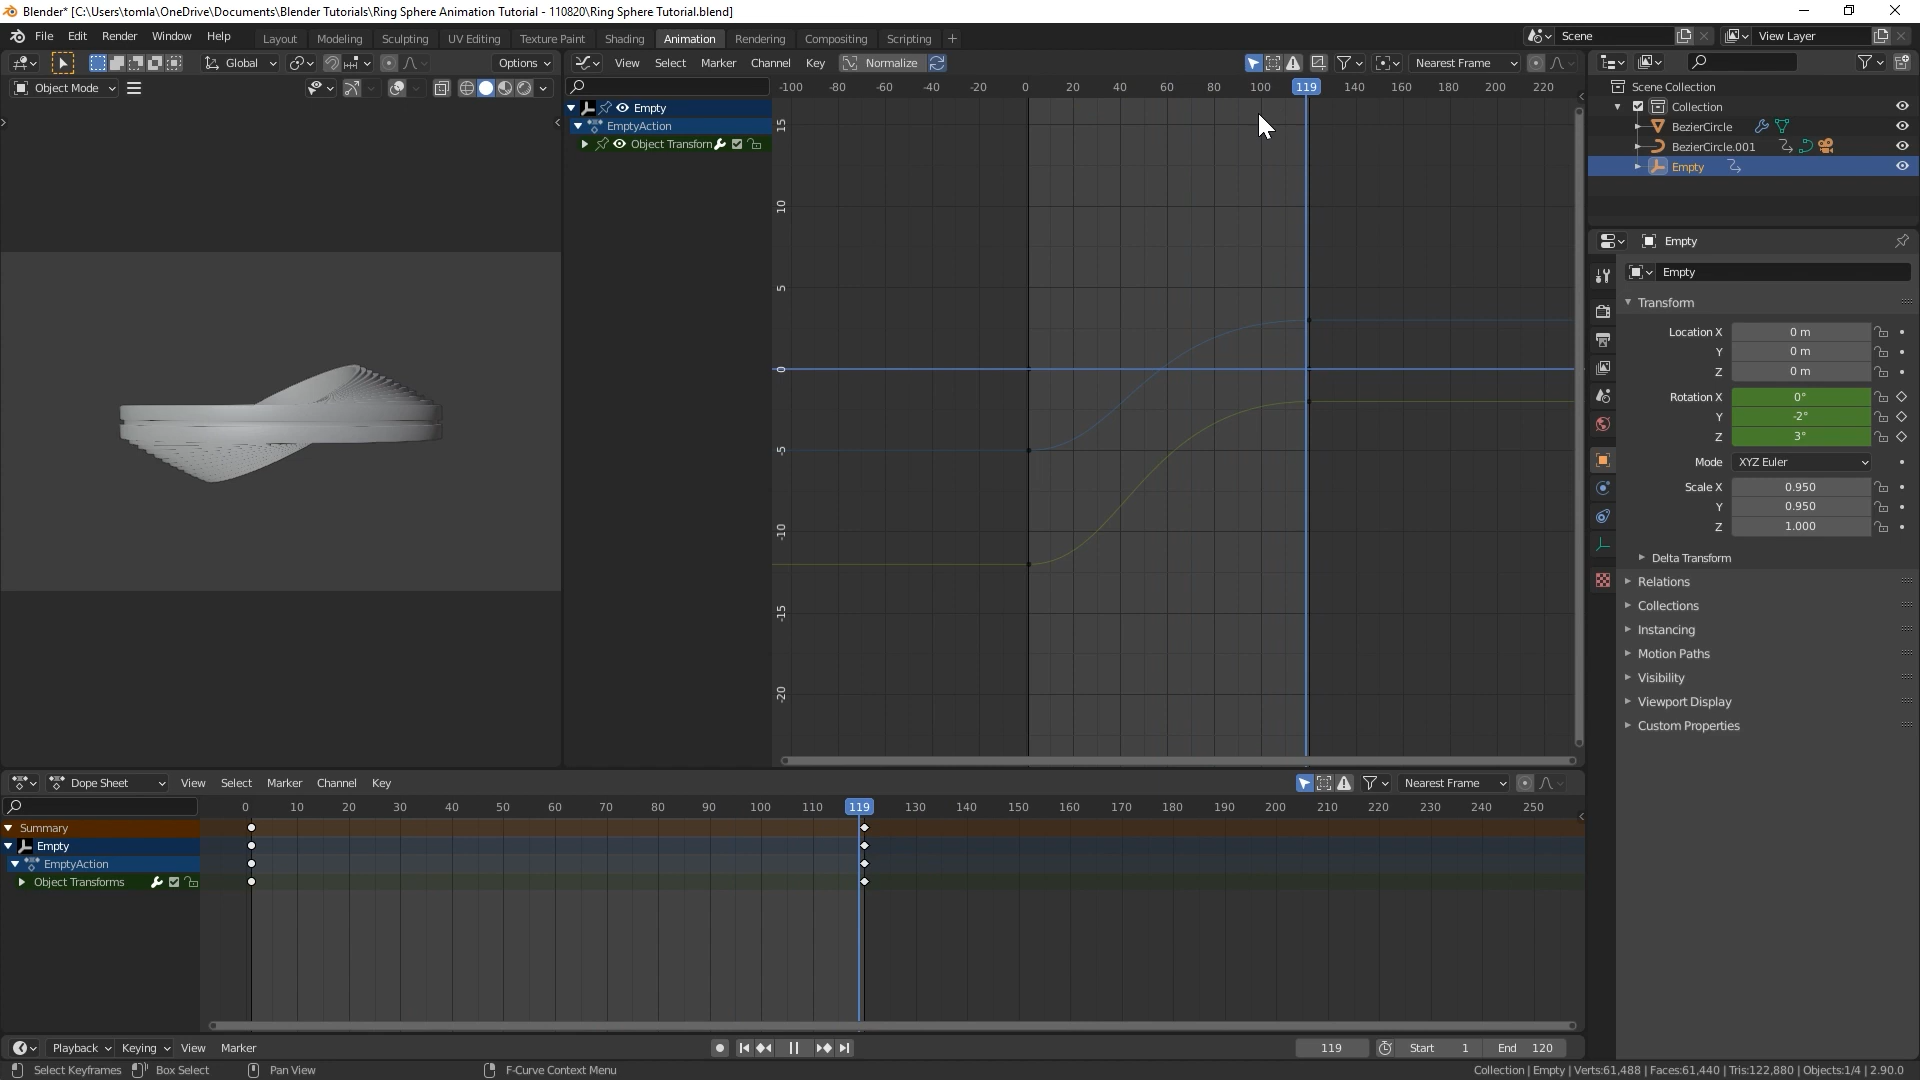 Blender* [C:\Users\tomla\OneDrive\Documents\Blender Tutorials\Ring Sphere Animation Tutorial - 110820\Ring Sphere Tutorial.blend]
File Edit Render Window Help Layout Modeling Sculpting UV Editing Texture Paint Shading Animation Rendering Compositing Scripting + Scene View Layer
Global Options View Select Marker Channel Key Normalize Nearest Frame
Object Mode -100 -80 -60 -40 -20 0 20 40 60 80 100 119 140 160 180 200 220 Scene Collection
Empty Collection
EmptyAction 15 BezierCircle
Object Transform BezierCircle.001
Empty
10
Empty
Empty
5
Transform
Location X 0 m
Y 0 m
0 Z 0 m
Rotation X 0°
Y -2°
Z 3°
-5 Mode XYZ Euler
Scale X 0.950
Y 0.950
-10 Z 1.000
Delta Transform
Relations
Collections
-15 Instancing
Motion Paths
Visibility
-20 Viewport Display
Custom Properties
Dope Sheet View Select Marker Channel Key Nearest Frame
0 10 20 30 40 50 60 70 80 90 100 110 119 130 140 150 160 170 180 190 200 210 220 230 240 250
Summary
Empty
EmptyAction
Object Transforms
Playback Keying View Marker 119 Start 1 End 120
Select Keyframes Box Select Pan View F-Curve Context Menu Collection | Empty | Verts:61,488 | Faces:61,440 | Tris:122,880 | Objects:1/4 | 2.90.0